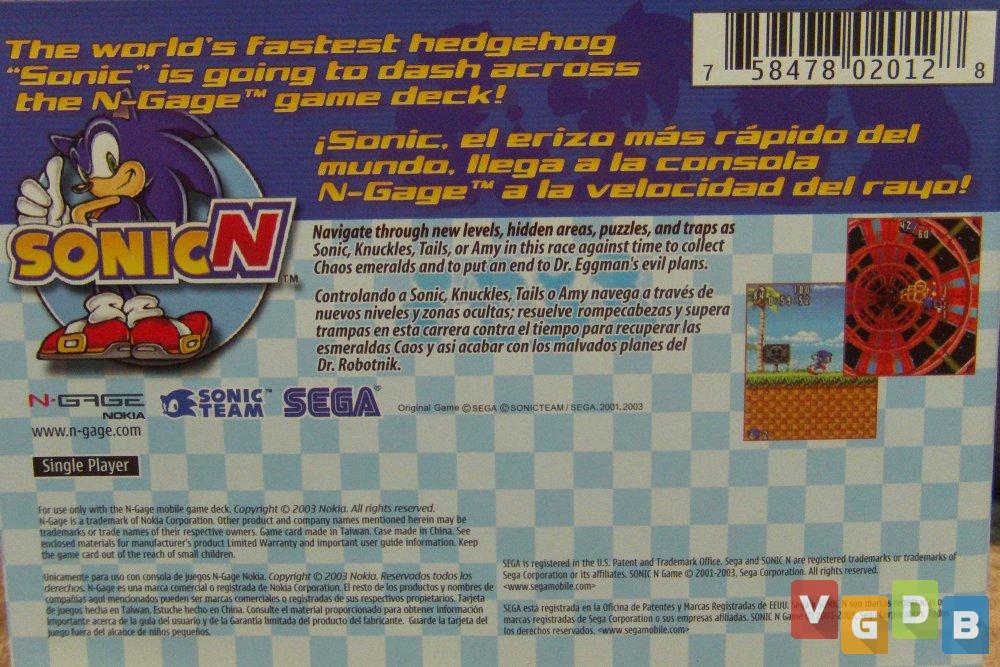 The world's fastest hedgehog
"Sonic" is going to dash across
the N-Gage™ game deck!
7 58478 02012 8
¡Sonic, el erizo más rápido del
mundo, llega a la consola
N-Gage™ a la velocidad del rayo!
SONIC N™
Navigate through new levels, hidden areas, puzzles, and traps as
Sonic, Knuckles, Tails, or Amy in this race against time to collect
Chaos emeralds and to put an end to Dr. Eggman's evil plans.
Controlando a Sonic, Knuckles, Tails o Amy navega a través de
nuevos niveles y zonas ocultas; resuelve rompecabezas y supera
trampas en esta carrera contra el tiempo para recuperar las
esmeraldas Caos y asi acabar con los malvados planes del
Dr. Robotnik.
N-GAGE
NOKIA
www.n-gage.com
SONIC TEAM™
SEGA®
Original Game ©SEGA ©SONICTEAM / SEGA, 2001, 2003
Single Player
For use only with the N-Gage mobile game deck. Copyright © 2003 Nokia. All rights reserved.
N-Gage is a trademark of Nokia Corporation. Other product and company names mentioned herein may be
trademarks or trade names of their respective owners. Game card made in Taiwan. Case made in China. See
enclosed materials for manufacturer's product Limited Warranty and important user guide information. Keep
the game card out of the reach of small children.
Unicamente para uso con consola de juegos N-Gage Nokia. Copyright © 2003 Nokia. Reservados todos los
derechos. N-Gage es una marca comercial o registrada de Nokia Corporation. El resto de los productos y nombres de
compañías aquí mencionados pueden ser marcas comerciales o registradas de sus respectivos propietarios. Tarjeta
de juegos hecha en Taiwan. Estuche hecho en China. Consulte el material proporcionado para obtener información
importante acerca de la guía del usuario y de la Garantía limitada del producto del fabricante. Guarde la tarjeta del
juego fuera del alcance de niños pequeños.
SEGA is registered in the U.S. Patent and Trademark Office. Sega and SONIC N are registered trademarks or trademarks of
Sega Corporation or its affiliates. SONIC N Game © 2001-2003, Sega Corporation. All rights reserved.
<www.segamobile.com>
SEGA está registrada en la Oficina de Patentes y Marcas Registradas de EEUU. SONIC N son marcas
marcas registradas de Sega Corporation o sus empresas afiliadas. SONIC N Game
los derechos reservados. <www.segamobile.com>
VGDB